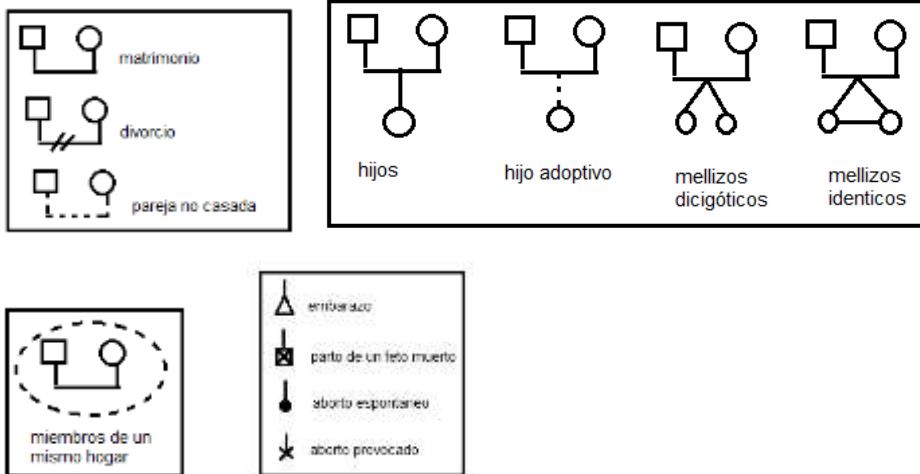 matrimonio
divorcio
pareja no casada
hijos
hijo adoptivo
mellizos
dicigóticos
mellizos
identicos
miembros de un
mismo hogar
embarazo
parto de un feto muerto
aborto espontaneo
aborto provocado